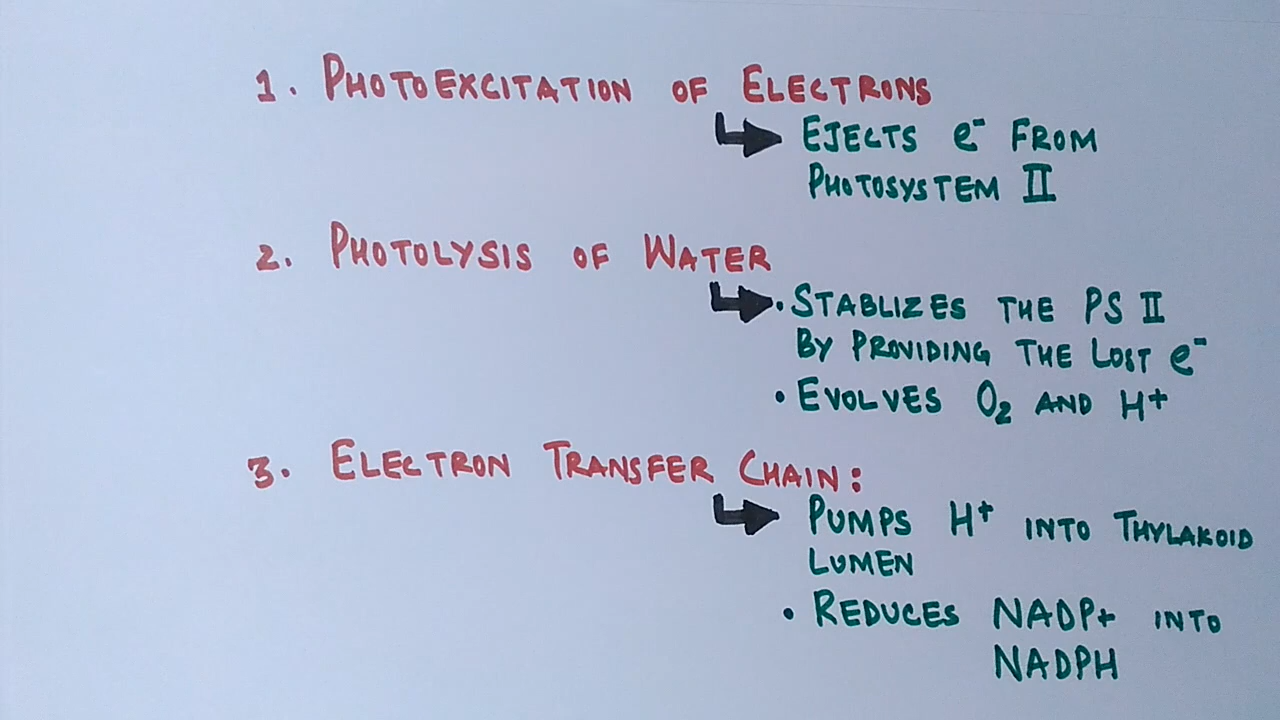 1. PHOTOEXCITATION OF ELECTRONS
EJECTS e⁻ FROM
PHOTOSYSTEM II
2. PHOTOLYSIS OF WATER
• STABLIZES THE PS II
BY PROVIDING THE LOST e⁻
• EVOLVES O₂ AND H⁺
3. ELECTRON TRANSFER CHAIN:
PUMPS H⁺ INTO THYLAKOID
LUMEN
• REDUCES NADP+ INTO
NADPH